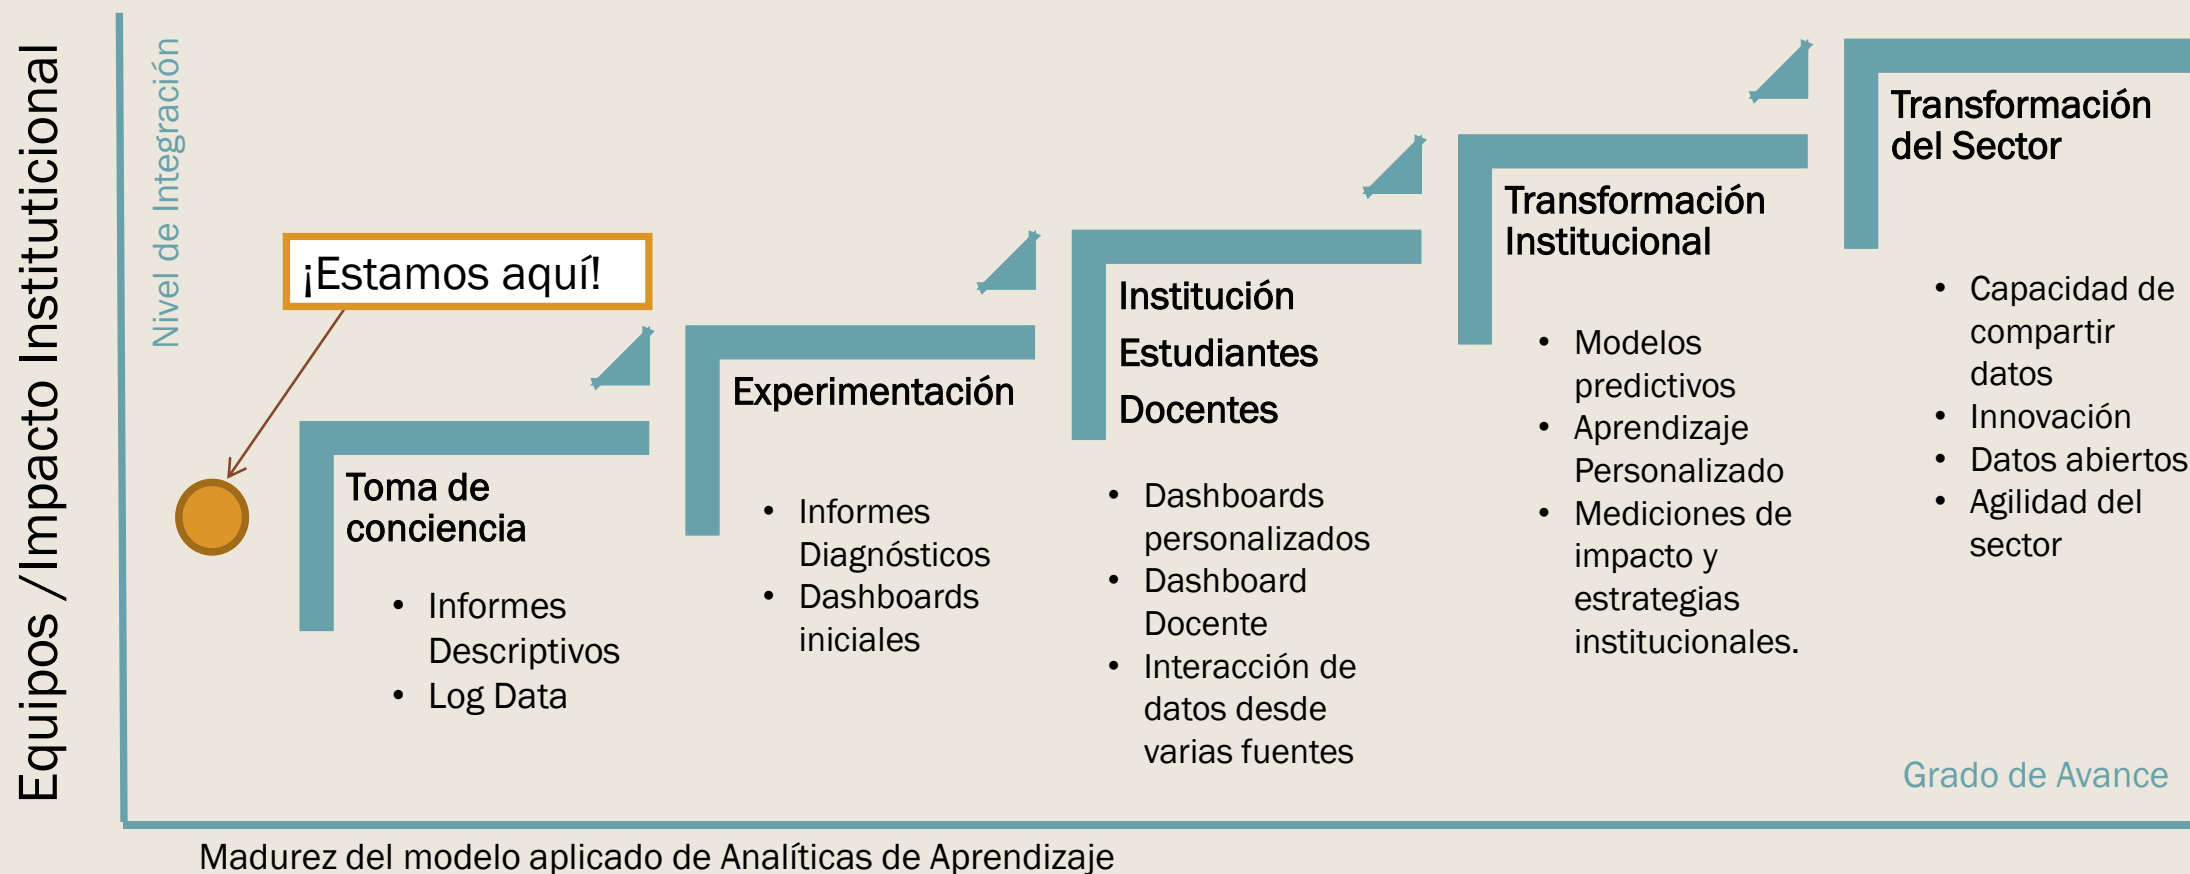 Equipos /Impacto Instituticional
Nivel de Integración
¡Estamos aquí!
Toma de
conciencia
• Informes
Descriptivos
• Log Data
Experimentación
• Informes
Diagnósticos
• Dashboards
iniciales
Institución
Estudiantes
Docentes
• Dashboards
personalizados
• Dashboard
Docente
• Interacción de
datos desde
varias fuentes
Transformación
Institucional
• Modelos
predictivos
• Aprendizaje
Personalizado
• Mediciones de
impacto y
estrategias
institucionales.
Transformación
del Sector
• Capacidad de
compartir
datos
• Innovación
• Datos abiertos
• Agilidad del
sector
Grado de Avance
Madurez del modelo aplicado de Analíticas de Aprendizaje